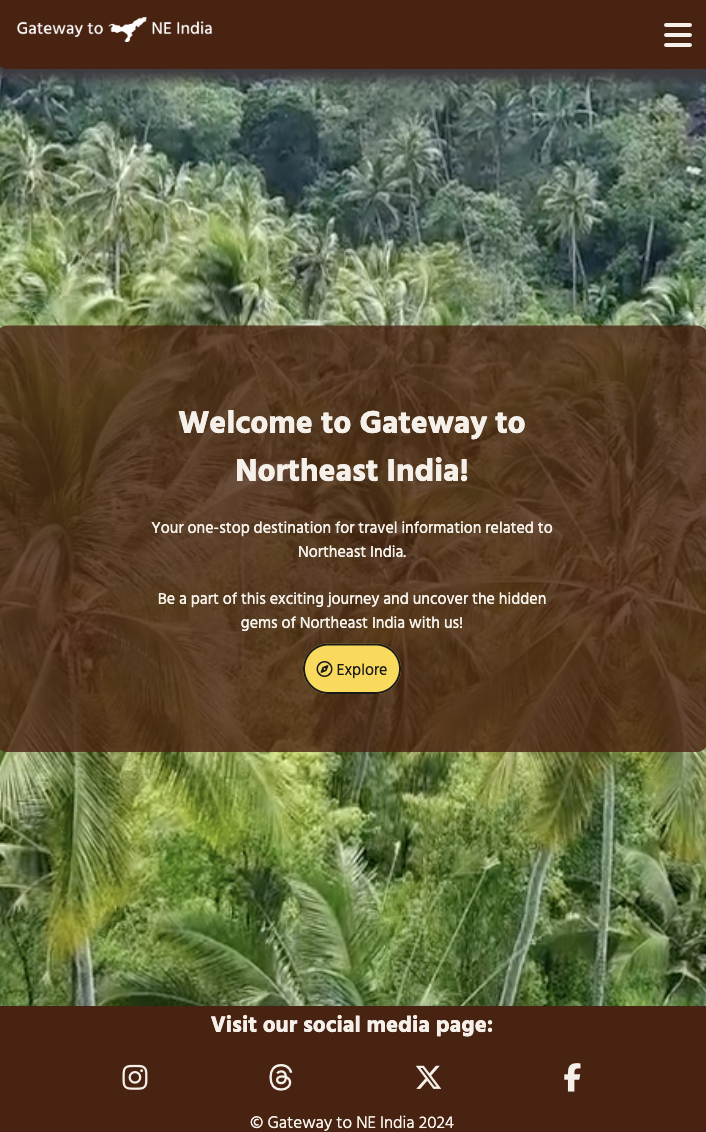 Gateway to NE India
Welcome to Gateway to
Northeast India!
Your one-stop destination for travel information related to
Northeast India.
Be a part of this exciting journey and uncover the hidden
gems of Northeast India with us!
Explore
Visit our social media page:
© Gateway to NE India 2024